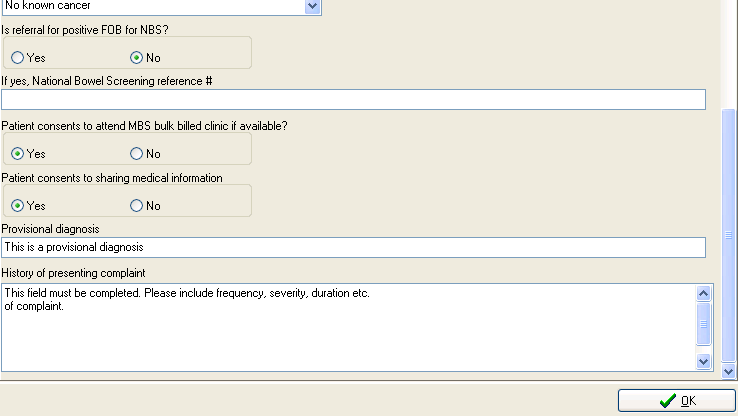 No known cancer
Is referral for positive FOB for NBS?
Yes No
If yes, National Bowel Screening reference #
Patient consents to attend MBS bulk billed clinic if available?
Yes No
Patient consents to sharing medical information
Yes No
Provisional diagnosis
This is a provisional diagnosis
History of presenting complaint
This field must be completed. Please include frequency, severity, duration etc.
of complaint.
OK